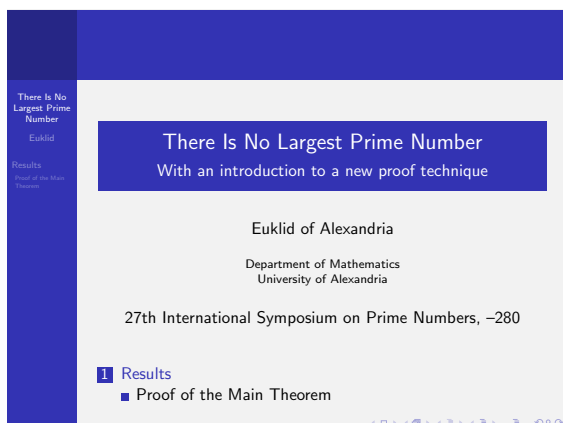 There Is No
Largest Prime
Number
Euklid
Results
Proof of the Main
Theorem
There Is No Largest Prime Number
With an introduction to a new proof technique
Euklid of Alexandria
Department of Mathematics
University of Alexandria
27th International Symposium on Prime Numbers, –280
1 Results
Proof of the Main Theorem